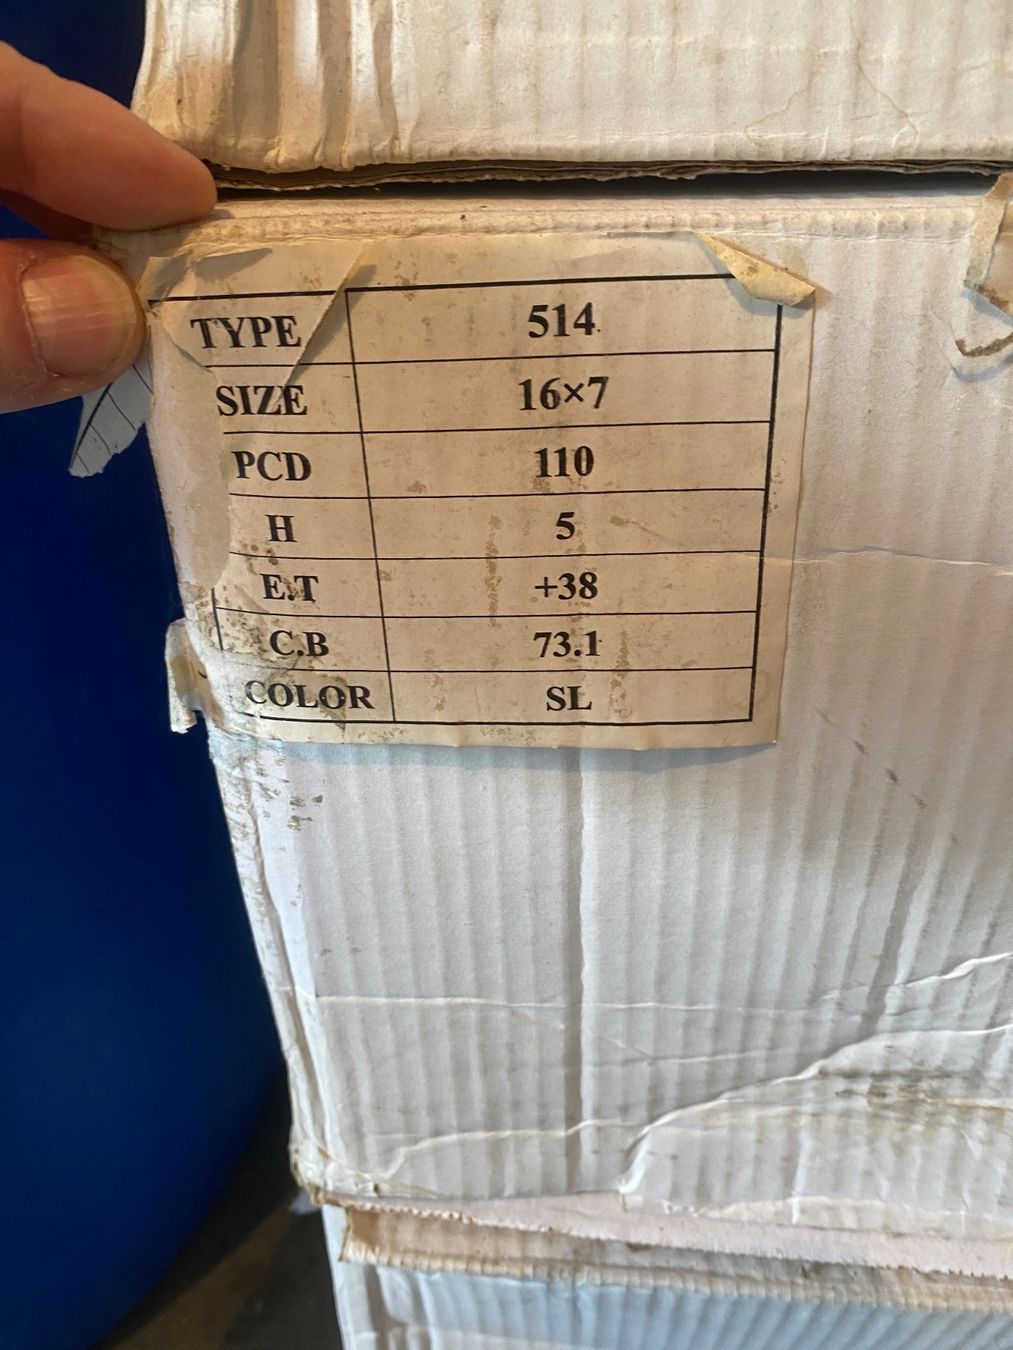 TYPE 514
SIZE 16×7
PCD 110
H 5
E.T +38
C.B 73.1
COLOR SL